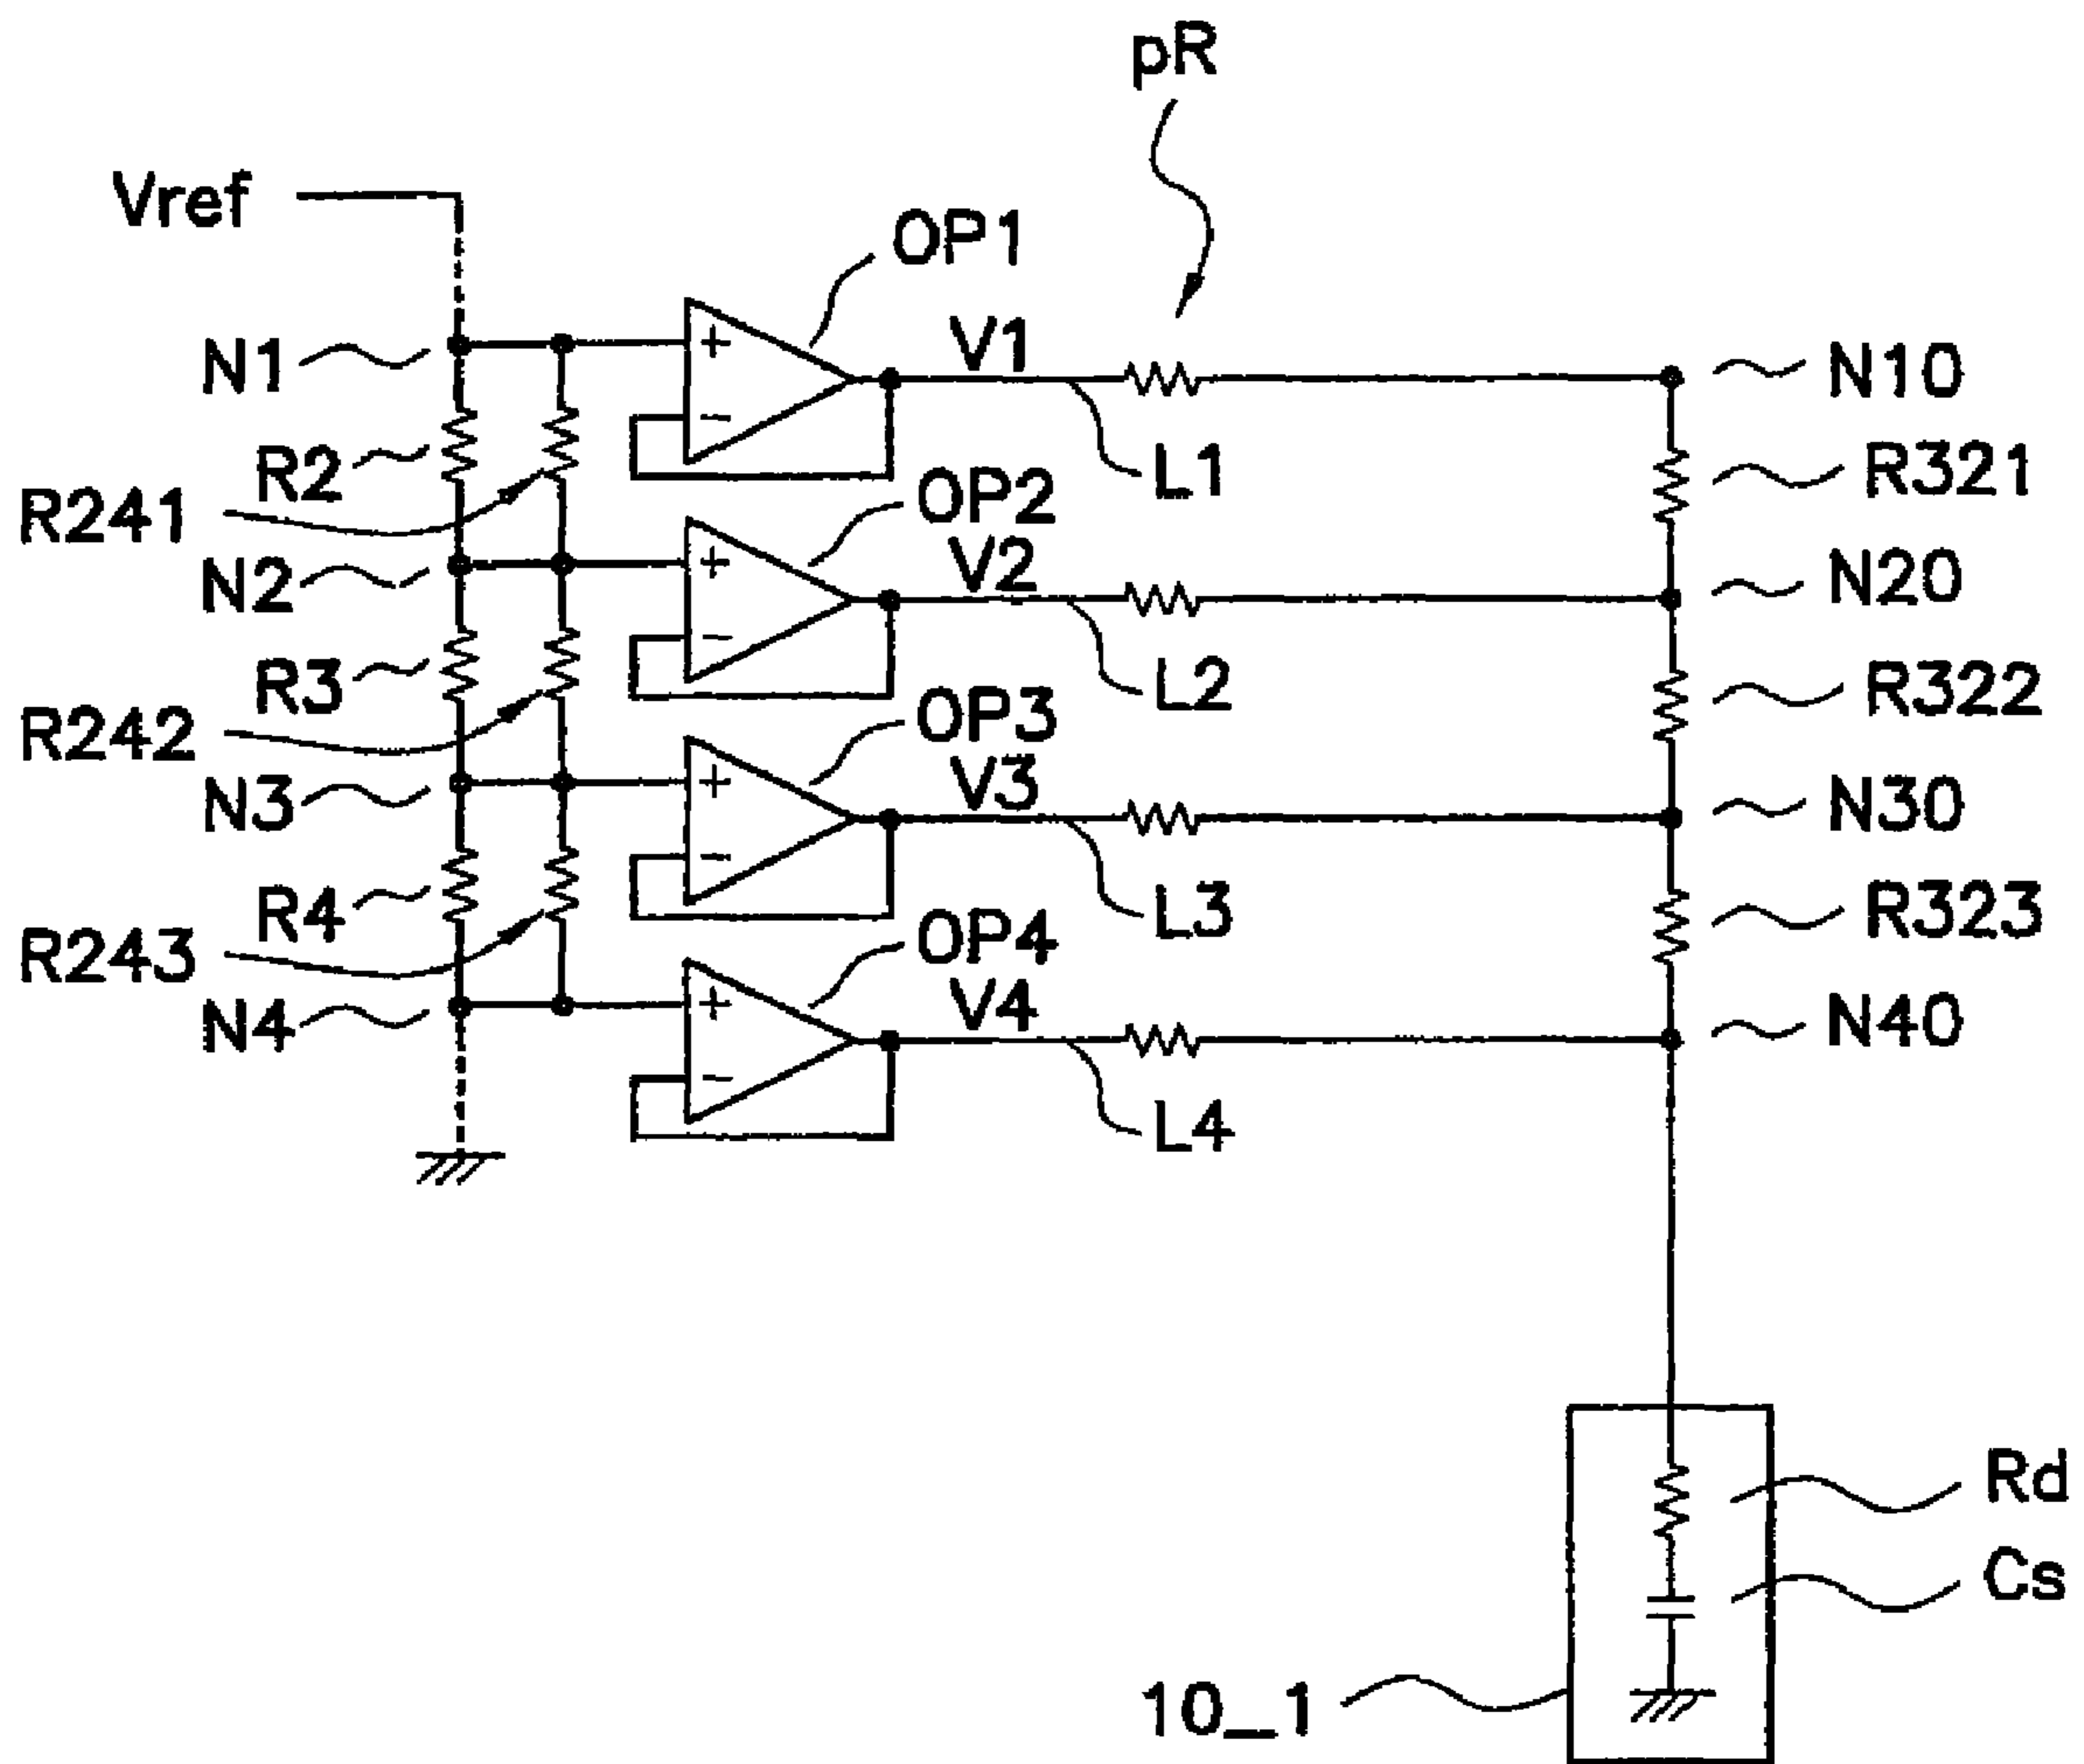 pR
Vref
OP1
N1
V1
N10
R2
L1
R321
R241
OP2
N2
V2
N20
R3
L2
R322
R242
OP3
N3
V3
N30
R4
L3
R323
R243
OP4
N4
V4
N40
L4
Rd
Cs
10_1
+
−
+
−
+
−
+
−